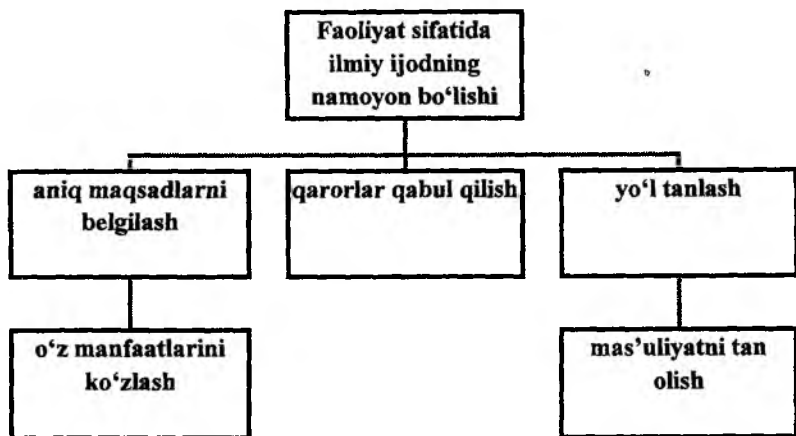 Faoliyat sifatida
ilmiy ijodning
namoyon bo‘lishi
aniq maqsadlarni
belgilash
qarorlar qabul qilish
yo‘l tanlash
o‘z manfaatlarini
ko‘zlash
mas’uliyatni tan
olish